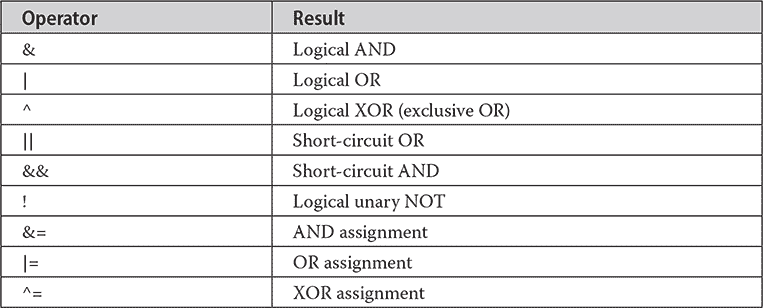 Operator Result
& Logical AND
| Logical OR
^ Logical XOR (exclusive OR)
|| Short-circuit OR
&& Short-circuit AND
! Logical unary NOT
&= AND assignment
|= OR assignment
^= XOR assignment